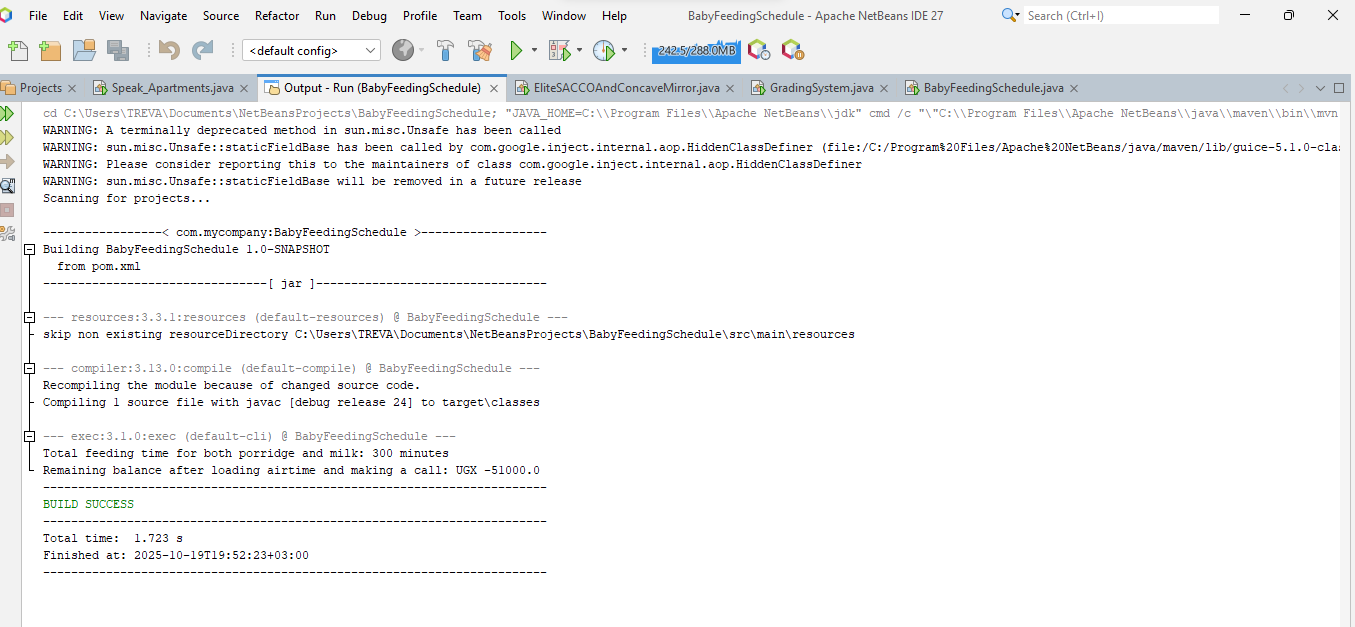 File Edit View Navigate Source Refactor Run Debug Profile Team Tools Window Help BabyFeedingSchedule - Apache NetBeans IDE 27 Search (Ctrl+I)
<default config> 242.5/288.0MB
Projects Speak_Apartments.java Output - Run (BabyFeedingSchedule) EliteSACCOAndConcaveMirror.java GradingSystem.java BabyFeedingSchedule.java
cd C:\Users\TREVA\Documents\NetBeansProjects\BabyFeedingSchedule; "JAVA_HOME=C:\\Program Files\\Apache NetBeans\\jdk" cmd /c "\"C:\\Program Files\\Apache NetBeans\\java\\maven\\bin\\mvn
WARNING: A terminally deprecated method in sun.misc.Unsafe has been called
WARNING: sun.misc.Unsafe::staticFieldBase has been called by com.google.inject.internal.aop.HiddenClassDefiner (file:/C:/Program%20Files/Apache%20NetBeans/java/maven/lib/guice-5.1.0-clas
WARNING: Please consider reporting this to the maintainers of class com.google.inject.internal.aop.HiddenClassDefiner
WARNING: sun.misc.Unsafe::staticFieldBase will be removed in a future release
Scanning for projects...
-----------------< com.mycompany:BabyFeedingSchedule >------------------
Building BabyFeedingSchedule 1.0-SNAPSHOT
from pom.xml
--------------------------------[ jar ]---------------------------------
--- resources:3.3.1:resources (default-resources) @ BabyFeedingSchedule ---
skip non existing resourceDirectory C:\Users\TREVA\Documents\NetBeansProjects\BabyFeedingSchedule\src\main\resources
--- compiler:3.13.0:compile (default-compile) @ BabyFeedingSchedule ---
Recompiling the module because of changed source code.
Compiling 1 source file with javac [debug release 24] to target\classes
--- exec:3.1.0:exec (default-cli) @ BabyFeedingSchedule ---
Total feeding time for both porridge and milk: 300 minutes
Remaining balance after loading airtime and making a call: UGX -51000.0
------------------------------------------------------------------------
BUILD SUCCESS
------------------------------------------------------------------------
Total time: 1.723 s
Finished at: 2025-10-19T19:52:23+03:00
------------------------------------------------------------------------